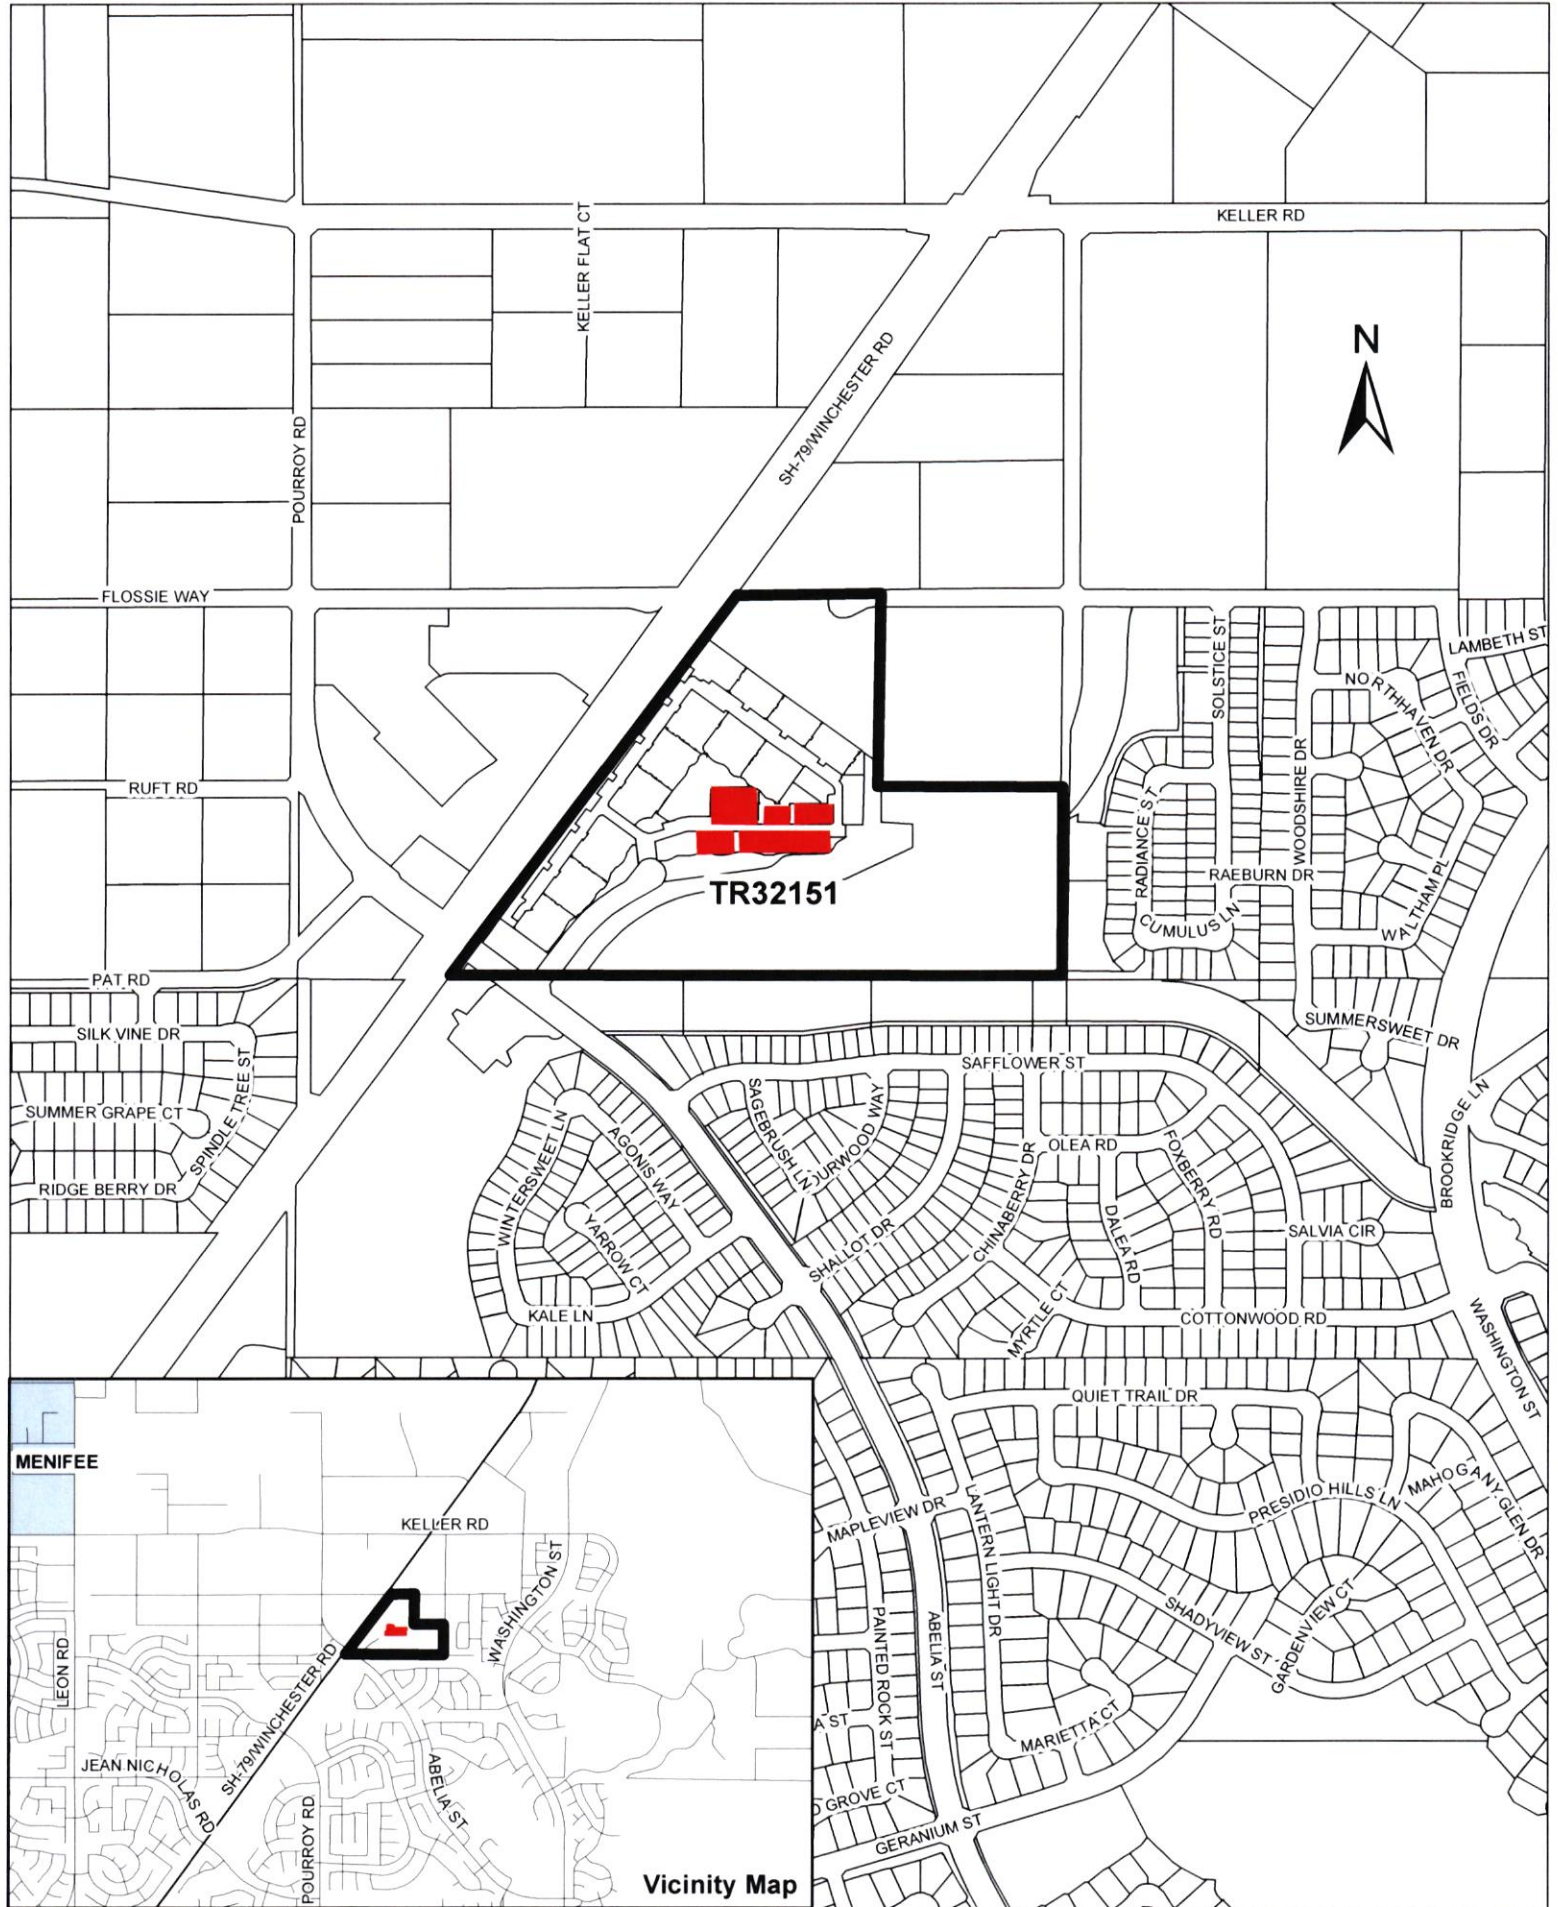 KELLER RD
KELLER FLAT CT
N
SH-79/WINCHESTER RD
POURROY RD
FLOSSIE WAY
LAMBETH ST
SOLSTICE ST
NORTHHAVEN DR
FIELDS DR
WOODSHIRE DR
RUFT RD
RADIANCE ST
RAEBURN DR
TR32151
WALTHAM PL
CUMULUS LN
PAT RD
SILK VINE DR
SUMMERSWEET DR
SAFFLOWER ST
SUMMER GRAPE CT
SPINDLE TREE ST
SAGEBRUSH LN
OURWOOD WAY
WINTERSWEET LN
AGONIS WAY
OLEA RD
FOXBERRY RD
BROOKRIDGE LN
RIDGE BERRY DR
CHINABERRY DR
YARROW CT
SHALLOT DR
DALEA RD
SALVIA CIR
KALE LN
MYRTLE CT
COTTONWOOD RD
WASHINGTON ST
QUIET TRAIL DR
MAPLEVIEW DR
LANTERN LIGHT DR
PRESIDIO HILLS LN
MAHOGANY GLEN DR
PAINTED ROCK ST
ABELIA ST
SHADYVIEW ST
GARDENVIEW CT
A ST
MARIETTA CT
D GROVE CT
GERANIUM ST
MENIFEE
KELLER RD
WASHINGTON ST
LEON RD
SH-79/WINCHESTER RD
JEAN NICHOLAS RD
ABELIA ST
POURROY RD
Vicinity Map